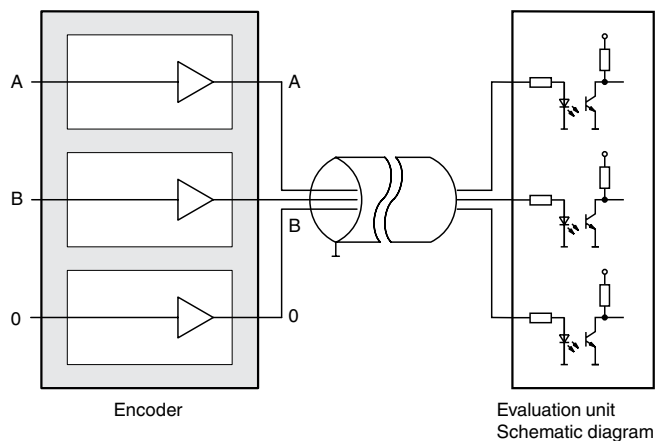 A
A
B
B
0
0
Encoder
Evaluation unit
Schematic diagram